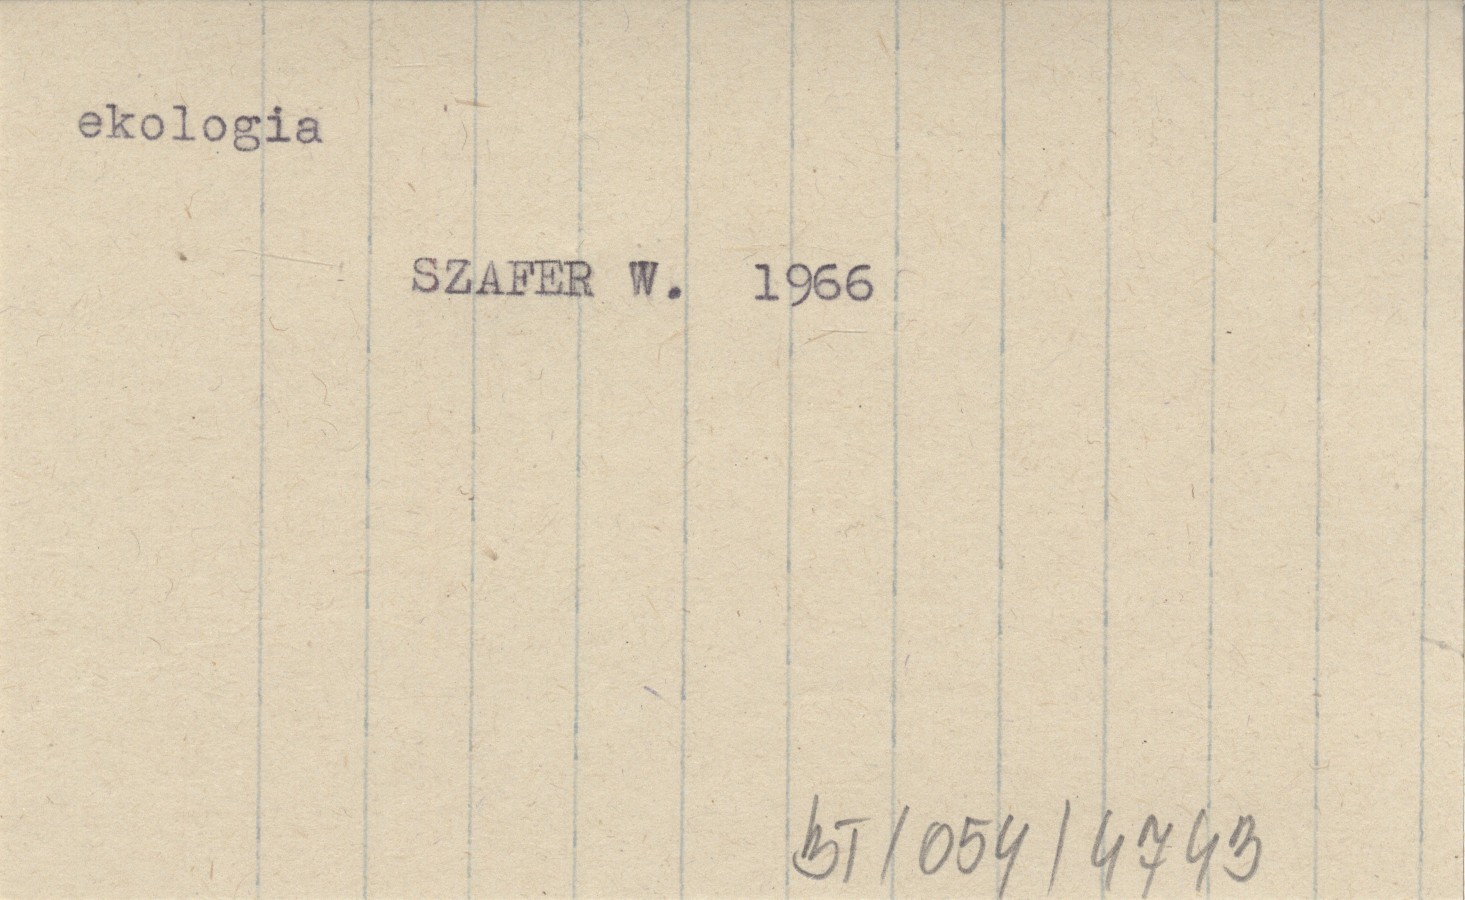 ekologia
SZAFER W. 1966
BT/054/4743